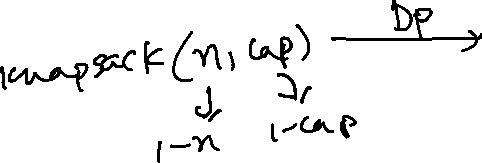 Dp
knapsack(n, cap)
1-n 1-cap